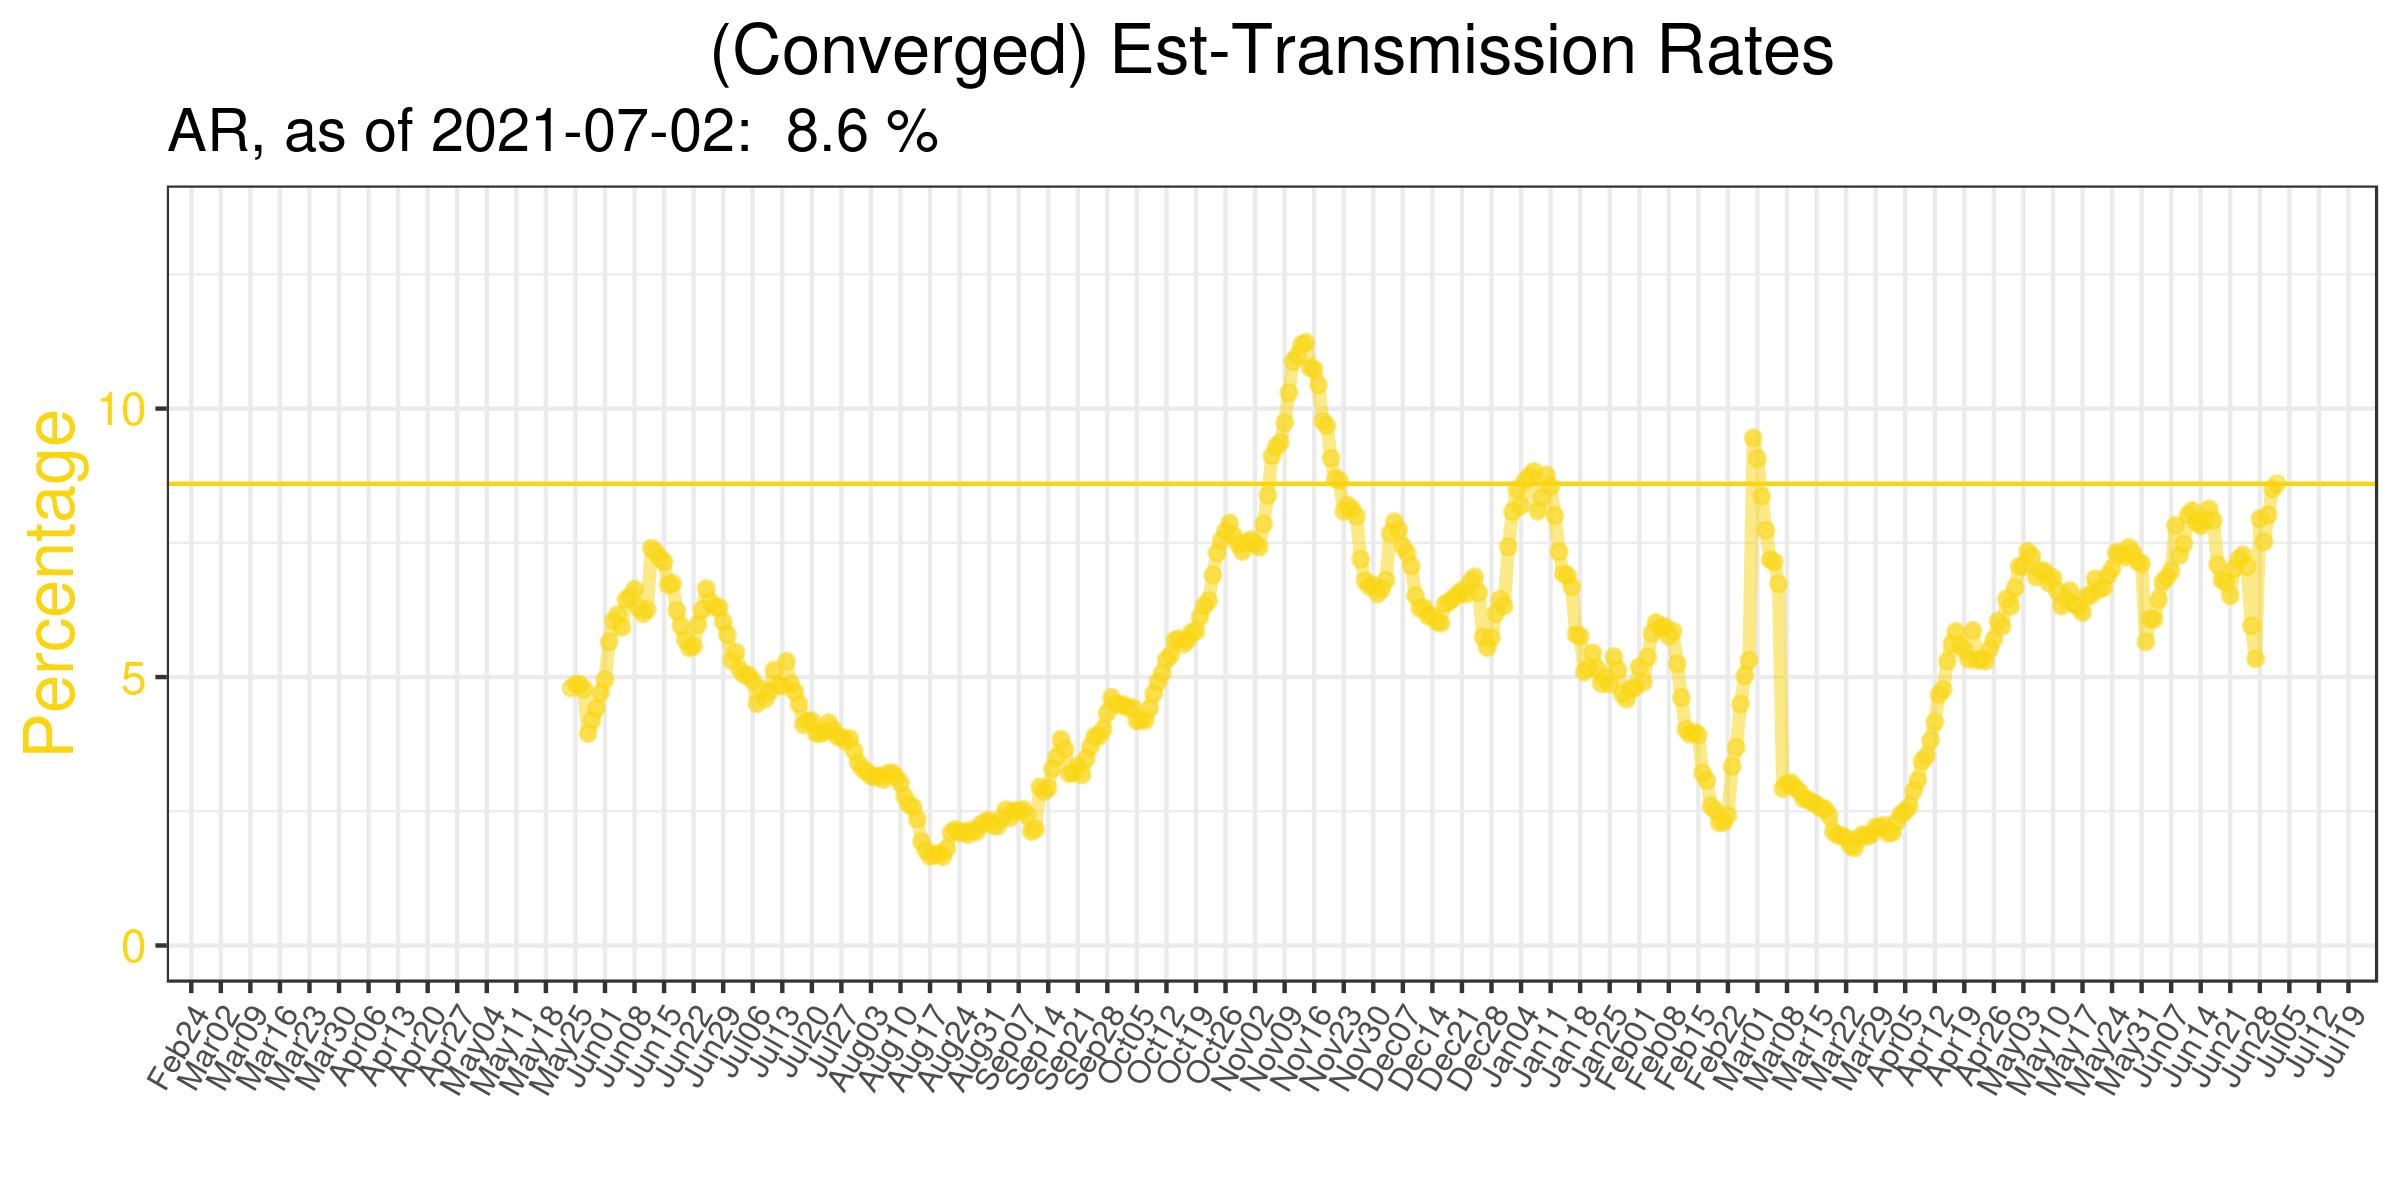 (Converged) Est-Transmission Rates
AR, as of 2021-07-02:  8.6 %
Percentage
10
5
0
Feb24
Mar02
Mar09
Mar16
Mar23
Mar30
Apr06
Apr13
Apr20
Apr27
May04
May11
May18
May25
Jun01
Jun08
Jun15
Jun22
Jun29
Jul06
Jul13
Jul20
Jul27
Aug03
Aug10
Aug17
Aug24
Aug31
Sep07
Sep14
Sep21
Sep28
Oct05
Oct12
Oct19
Oct26
Nov02
Nov09
Nov16
Nov23
Nov30
Dec07
Dec14
Dec21
Dec28
Jan04
Jan11
Jan18
Jan25
Feb01
Feb08
Feb15
Feb22
Mar01
Mar08
Mar15
Mar22
Mar29
Apr05
Apr12
Apr19
Apr26
May03
May10
May17
May24
May31
Jun07
Jun14
Jun21
Jun28
Jul05
Jul12
Jul19